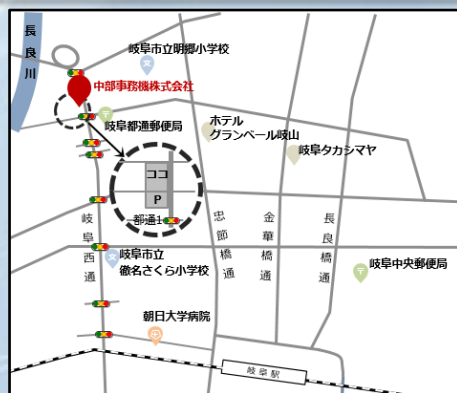 長良川
岐阜市立明郷小学校
文
中部事務機株式会社
〒
岐阜都通郵便局
ホテル
グランベール岐山
岐阜タカシマヤ
ココ
P
都通1
岐阜西通
忠節橋通
金華橋通
長良橋通
文
岐阜市立
徹名さくら小学校
〒
岐阜中央郵便局
朝日大学病院
岐阜駅